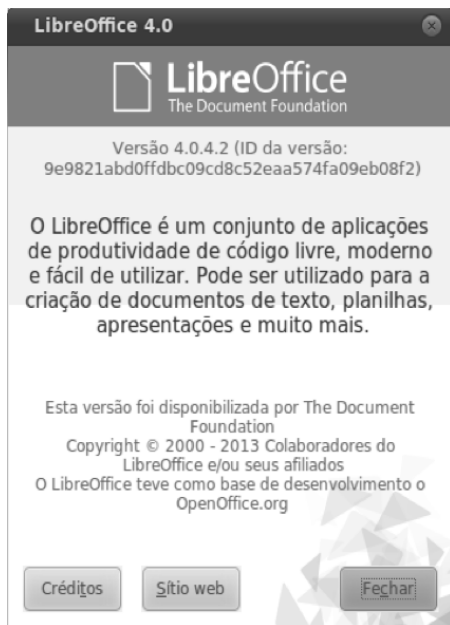 LibreOffice 4.0
LibreOffice
The Document Foundation
Versão 4.0.4.2 (ID da versão:
9e9821abd0ffdbc09cd8c52eaa574fa09eb08f2)
O LibreOffice é um conjunto de aplicações
de produtividade de código livre, moderno
e fácil de utilizar. Pode ser utilizado para a
criação de documentos de texto, planilhas,
apresentações e muito mais.
Esta versão foi disponibilizada por The Document
Foundation
Copyright © 2000 - 2013 Colaboradores do
LibreOffice e/ou seus afiliados
O LibreOffice teve como base de desenvolvimento o
OpenOffice.org
Créditos Sítio web Fechar